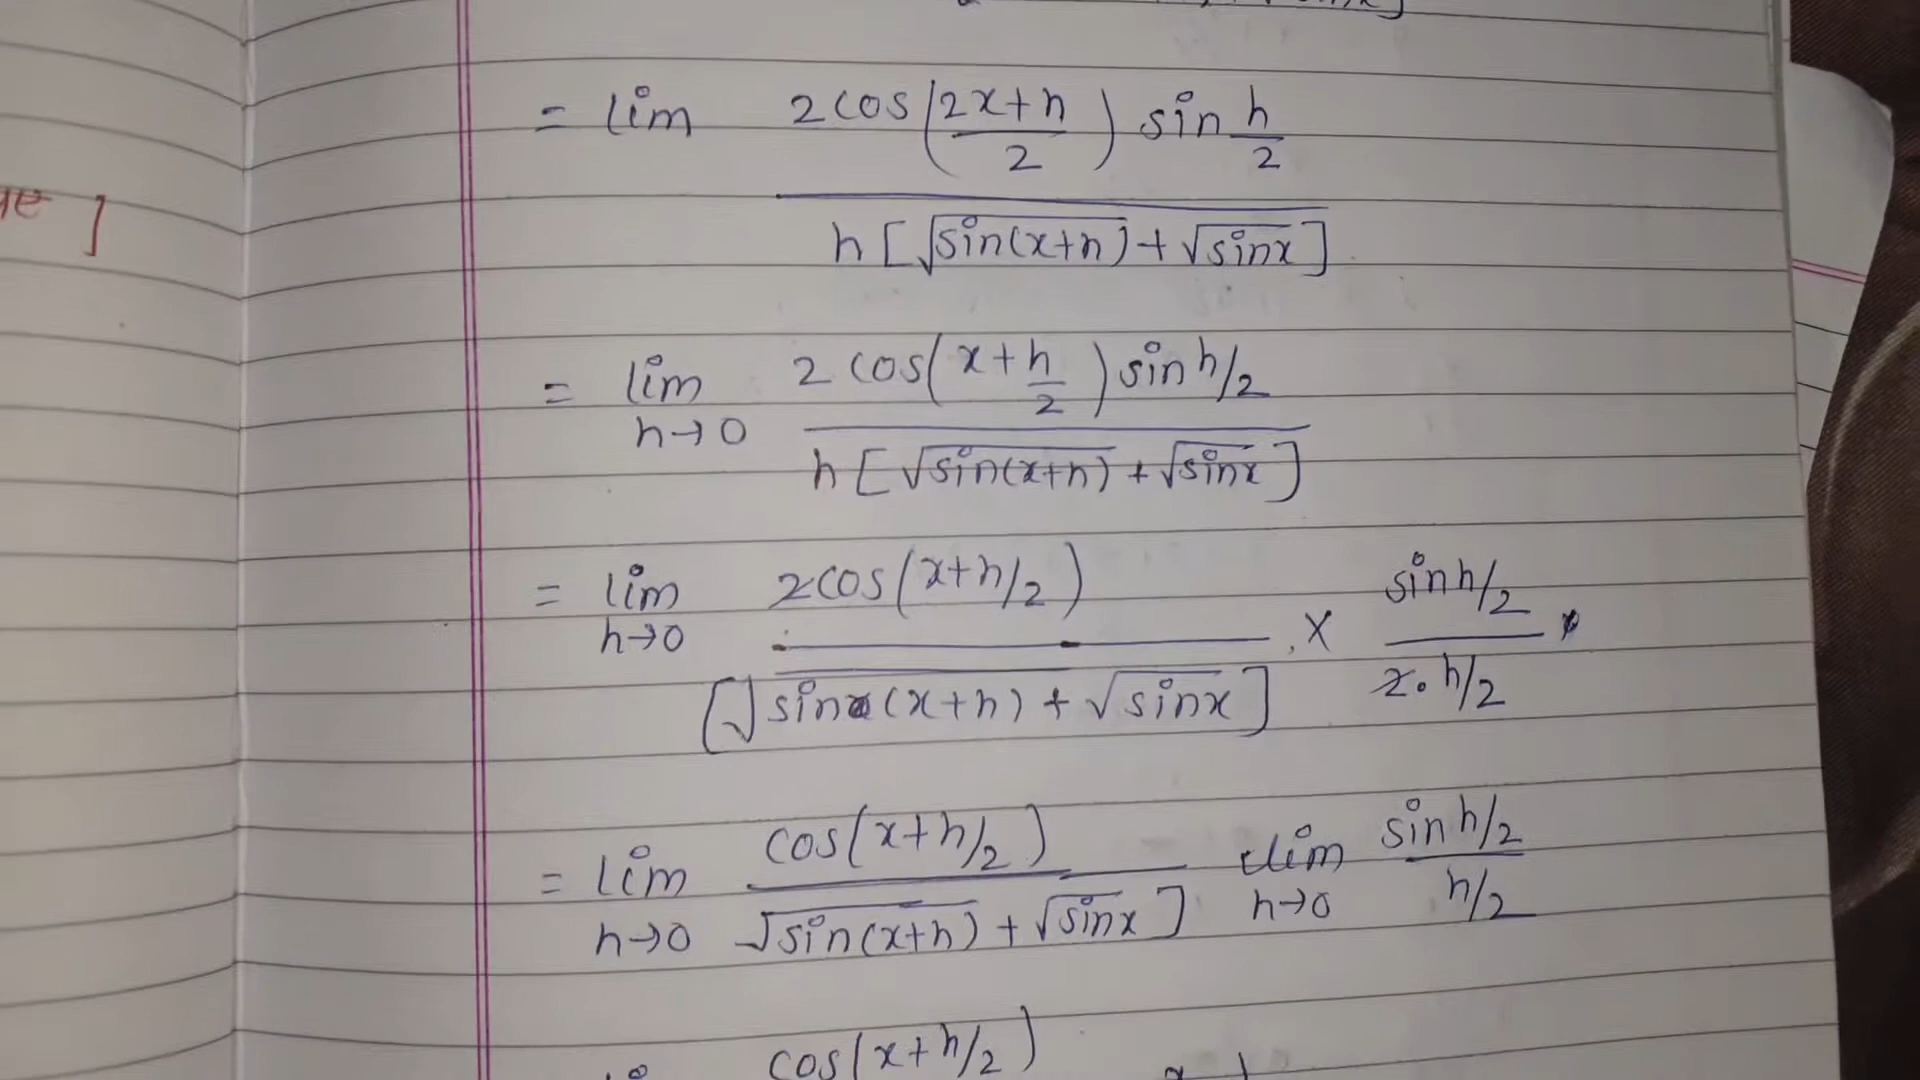 = lim 2cos(2x+h/2) sin h/2
h[√sin(x+h) + √sinx]
= lim 2cos(x+h/2) sin h/2
h→0 h[√sin(x+h) + √sinx]
= lim 2cos(x+h/2) × sin h/2
h→0 [√sin(x+h) + √sinx] 2. h/2
= lim cos(x+h/2) lim sin h/2
h→0 √sin(x+h) + √sinx] h→0 h/2
cos(x+h/2)